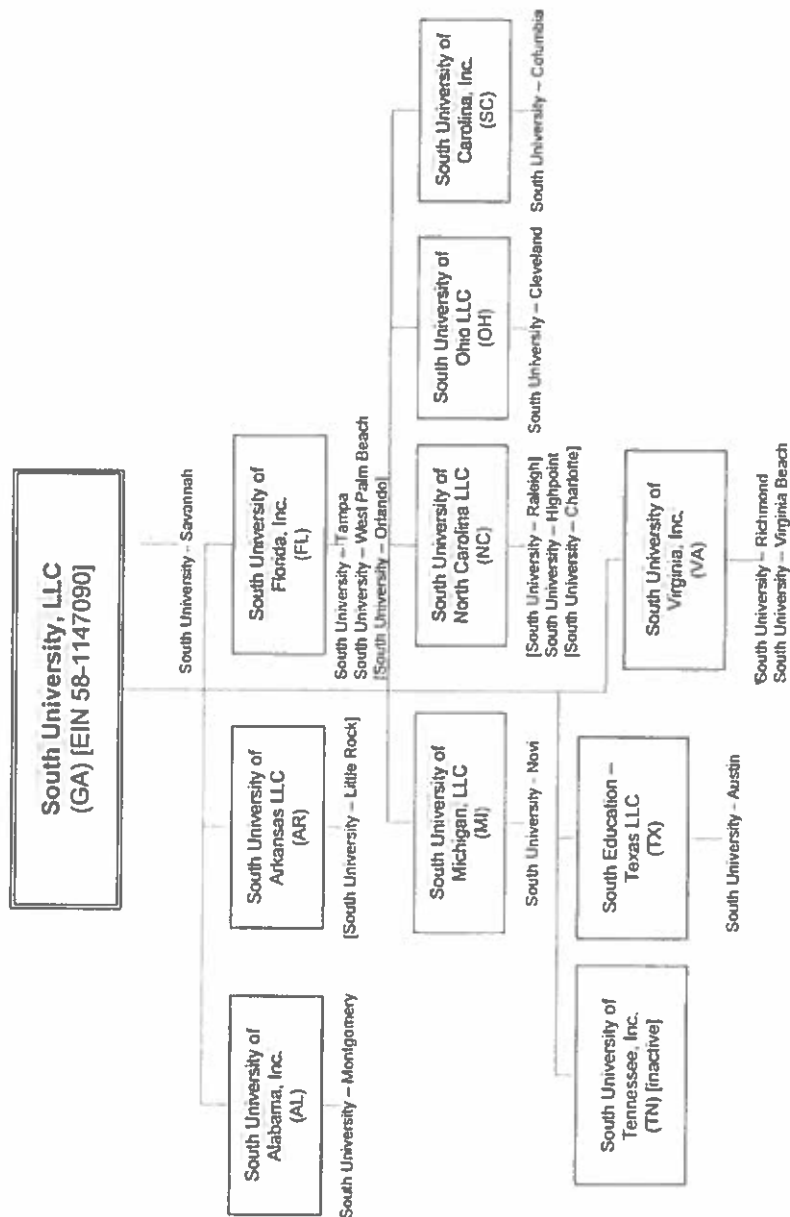 South University, LLC
(GA) [EIN 58-1147090]
South University - Savannah
South University of
Alabama, Inc.
(AL)
South University – Montgomery
South University of
Arkansas LLC
(AR)
[South University – Little Rock]
South University of
Florida, Inc.
(FL)
South University – Tampa
South University – West Palm Beach
[South University – Orlando]
South University of
Michigan, LLC
(MI)
South University - Novi
South University of
North Carolina LLC
(NC)
[South University – Raleigh]
South University – Highpoint
[South University – Charlotte]
South University of
Ohio LLC
(OH)
South University – Cleveland
South University of
Carolina, Inc.
(SC)
South University – Columbia
South University of
Tennessee, Inc.
(TN) [inactive]
South Education –
Texas LLC
(TX)
South University - Austin
South University of
Virginia, Inc.
(VA)
South University – Richmond
South University – Virginia Beach